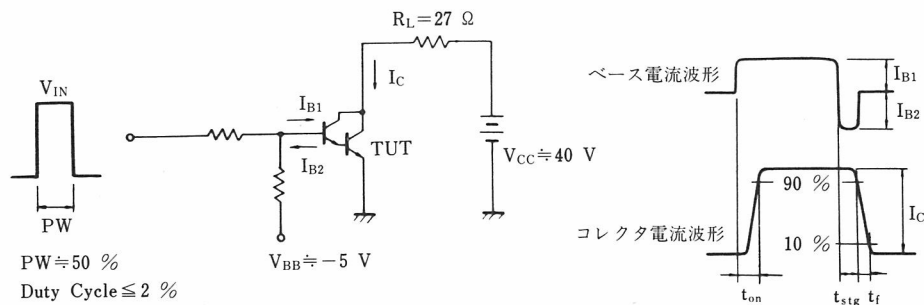 R_L=27 Ω
V_IN
I_C
I_B1
I_B2
TUT
V_CC≒40 V
PW
V_BB≒−5 V
PW≒50 %
Duty Cycle≦2 %
ベース電流波形
I_B1
I_B2
90 %
I_C
コレクタ電流波形
10 %
t_on
t_stg
t_f